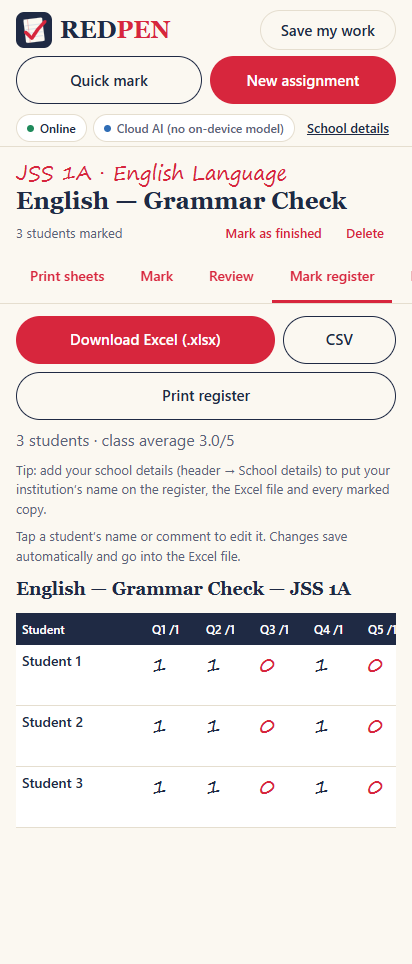 REDPEN
Save my work
Quick mark
New assignment
Online
Cloud AI (no on-device model)
School details
JSS 1A · English Language
English — Grammar Check
3 students marked
Mark as finished
Delete
Print sheets
Mark
Review
Mark register
Download Excel (.xlsx)
CSV
Print register
3 students · class average 3.0/5
Tip: add your school details (header → School details) to put your
institution's name on the register, the Excel file and every marked
copy.
Tap a student's name or comment to edit it. Changes save
automatically and go into the Excel file.
English — Grammar Check — JSS 1A
Student Q1 /1 Q2 /1 Q3 /1 Q4 /1 Q5 /1
Student 1 1 1 0 1 0
Student 2 1 1 0 1 0
Student 3 1 1 0 1 0